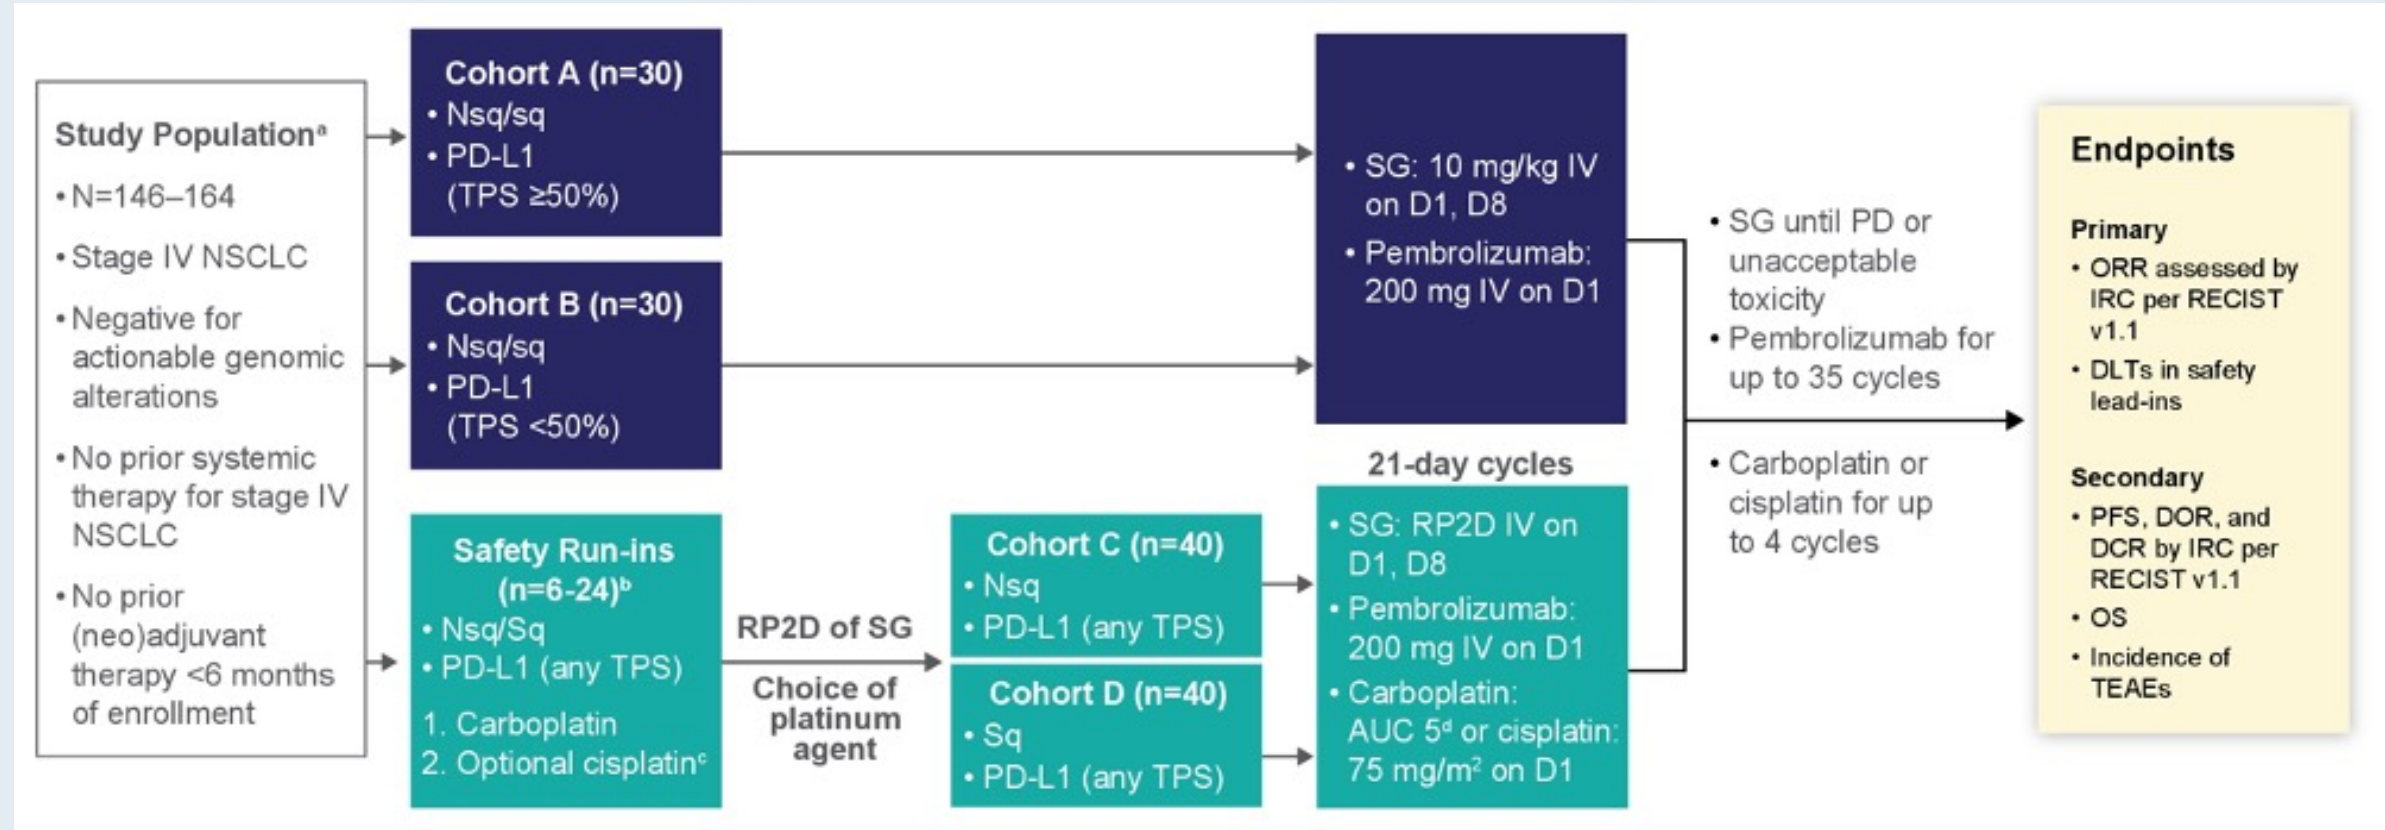 Study Populationᵃ
• N=146–164
• Stage IV NSCLC
• Negative for
actionable genomic
alterations
• No prior systemic
therapy for stage IV
NSCLC
• No prior
(neo)adjuvant
therapy <6 months
of enrollment
Cohort A (n=30)
• Nsq/sq
• PD-L1
(TPS ≥50%)
Cohort B (n=30)
• Nsq/sq
• PD-L1
(TPS <50%)
Safety Run-ins
(n=6-24)ᵇ
• Nsq/Sq
• PD-L1 (any TPS)
1. Carboplatin
2. Optional cisplatinᶜ
RP2D of SG
Choice of
platinum
agent
Cohort C (n=40)
• Nsq
• PD-L1 (any TPS)
Cohort D (n=40)
• Sq
• PD-L1 (any TPS)
• SG: 10 mg/kg IV
on D1, D8
• Pembrolizumab:
200 mg IV on D1
21-day cycles
• SG: RP2D IV on
D1, D8
• Pembrolizumab:
200 mg IV on D1
• Carboplatin:
AUC 5ᵈ or cisplatin:
75 mg/m² on D1
• SG until PD or
unacceptable
toxicity
• Pembrolizumab for
up to 35 cycles
• Carboplatin or
cisplatin for up
to 4 cycles
Endpoints
Primary
• ORR assessed by
IRC per RECIST
v1.1
• DLTs in safety
lead-ins
Secondary
• PFS, DOR, and
DCR by IRC per
RECIST v1.1
• OS
• Incidence of
TEAEs